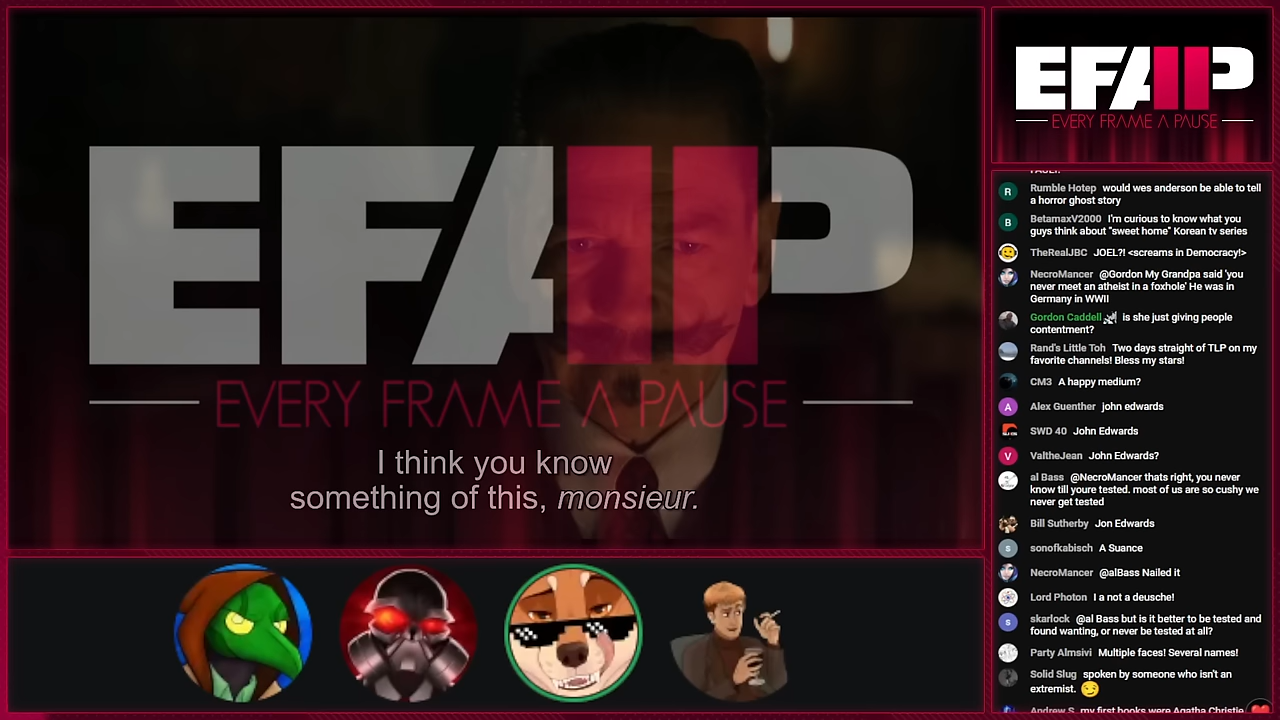 EFAP
EVERY FRAME A PAUSE
I think you know
something of this, monsieur.
EFAP
EVERY FRAME A PAUSE
R
Rumble Hotep would wes anderson be able to tell
a horror ghost story
B
BetamaxV2000 I'm curious to know what you
guys think about "sweet home" Korean tv series
TheRealJBC JOEL?! <screams in Democracy!>
NecroMancer @Gordon My Grandpa said 'you
never meet an atheist in a foxhole' He was in
Germany in WWII
Gordon Caddell is she just giving people
contentment?
Rand's Little Toh Two days straight of TLP on my
favorite channels! Bless my stars!
CM3 A happy medium?
A
Alex Guenther john edwards
SWD 40 John Edwards
V
ValtheJean John Edwards?
al Bass @NecroMancer thats right, you never
know till youre tested. most of us are so cushy we
never get tested
Bill Sutherby Jon Edwards
s
sonofkabisch A Suance
NecroMancer @alBass Nailed it
Lord Photon I a not a deusche!
s
skarlock @al Bass but is it better to be tested and
found wanting, or never be tested at all?
Party Almsivi Multiple faces! Several names!
Solid Slug spoken by someone who isn't an
extremist. 😏
Andrew S. my first books were Agatha Christie